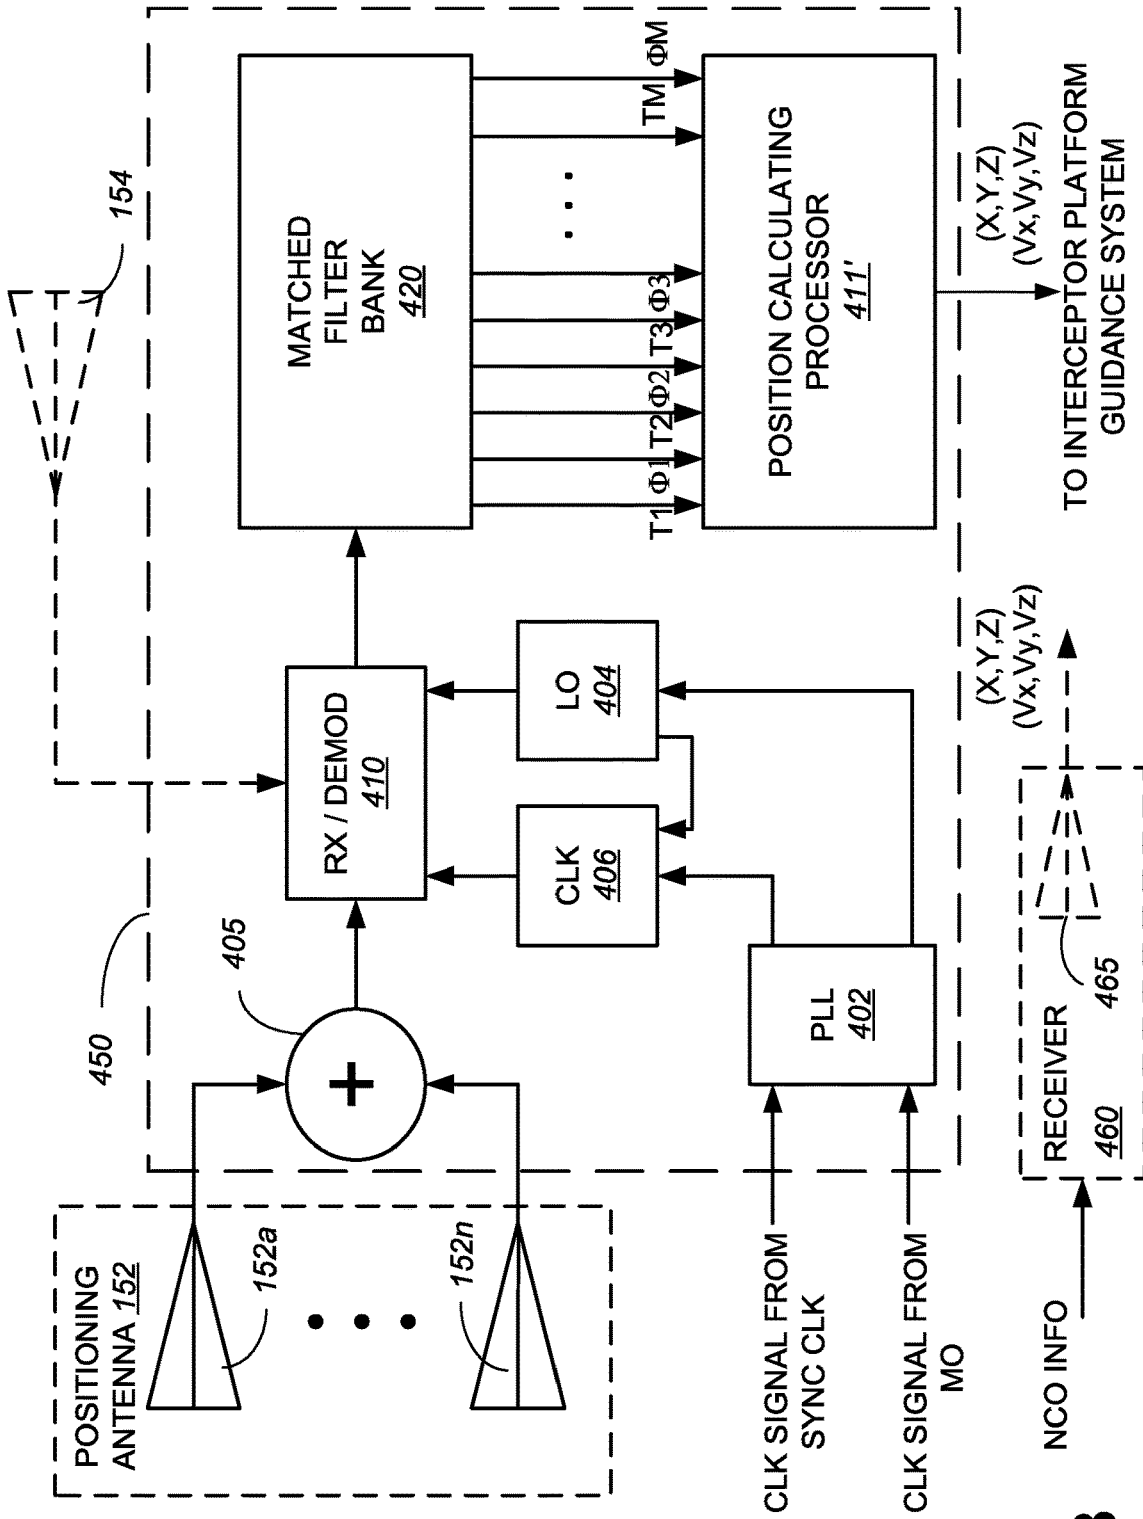 POSITIONING
ANTENNA 152
152a
152n
450
405
154
RX / DEMOD
410
MATCHED
FILTER
BANK
420
CLK
406
LO
404
PLL
402
T1 Φ1 T2 Φ2 T3 Φ3 TM ΦM
POSITION CALCULATING
PROCESSOR
411'
CLK SIGNAL FROM
SYNC CLK
CLK SIGNAL FROM
MO
(X,Y,Z)
(Vx,Vy,Vz)
TO INTERCEPTOR PLATFORM
GUIDANCE SYSTEM
NCO INFO
RECEIVER
460
465
(X,Y,Z)
(Vx,Vy,Vz)